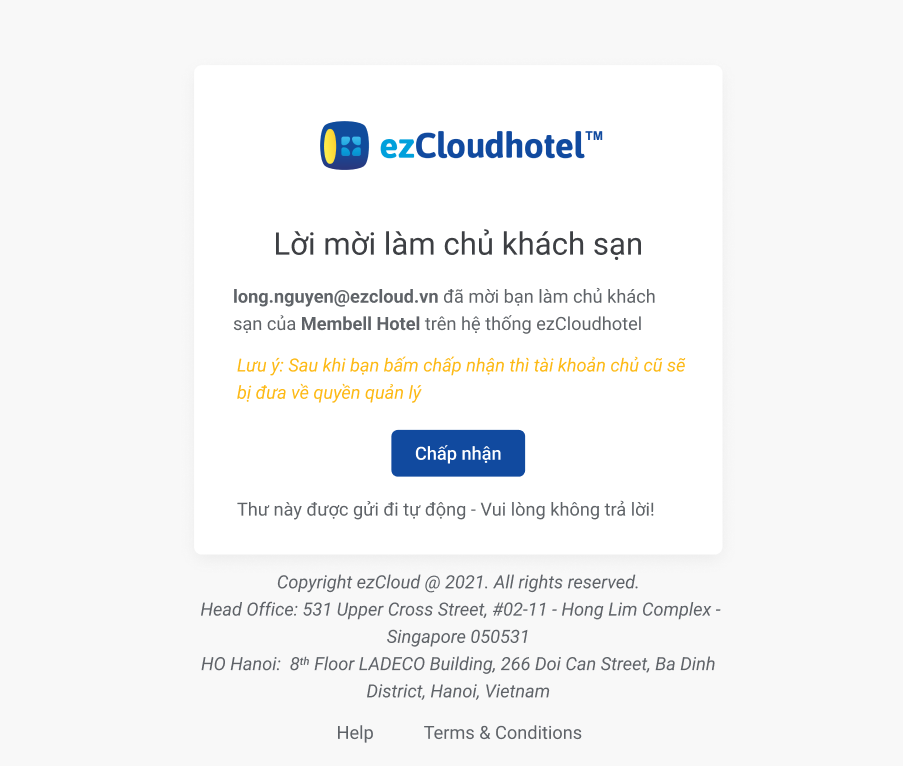 ezCloudhotel™
Lời mời làm chủ khách sạn
long.nguyen@ezcloud.vn đã mời bạn làm chủ khách
sạn của Membell Hotel trên hệ thống ezCloudhotel
Lưu ý: Sau khi bạn bấm chấp nhận thì tài khoản chủ cũ sẽ
bị đưa về quyền quản lý
Chấp nhận
Thư này được gửi đi tự động - Vui lòng không trả lời!
Copyright ezCloud @ 2021. All rights reserved.
Head Office: 531 Upper Cross Street, #02-11 - Hong Lim Complex -
Singapore 050531
HO Hanoi:  8ᵗʰ Floor LADECO Building, 266 Doi Can Street, Ba Dinh
District, Hanoi, Vietnam
Help Terms & Conditions